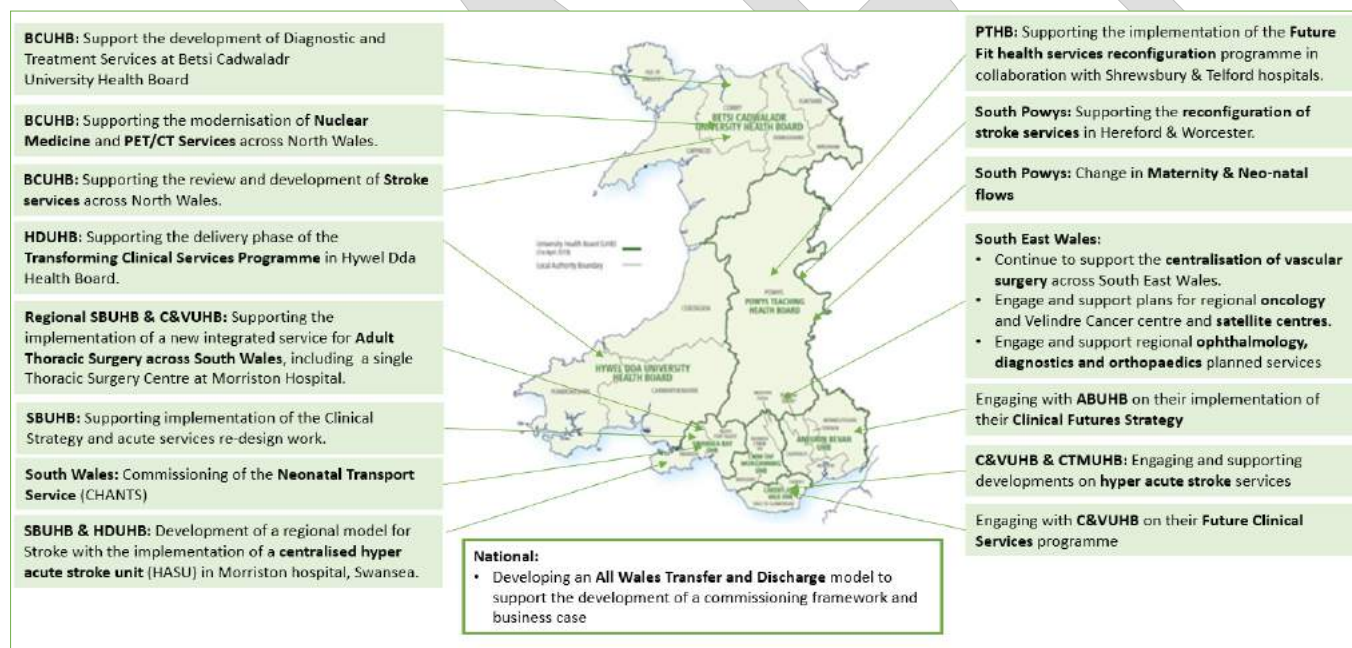 BCUHB: Support the development of Diagnostic and
Treatment Services at Betsi Cadwaladr
University Health Board
BCUHB: Supporting the modernisation of Nuclear
Medicine and PET/CT Services across North Wales.
BCUHB: Supporting the review and development of Stroke
services across North Wales.
HDUHB: Supporting the delivery phase of the
Transforming Clinical Services Programme in Hywel Dda
Health Board.
Regional SBUHB & C&VUHB: Supporting the
implementation of a new integrated service for Adult
Thoracic Surgery across South Wales, including a single
Thoracic Surgery Centre at Morriston Hospital.
SBUHB: Supporting implementation of the Clinical
Strategy and acute services re-design work.
South Wales: Commissioning of the Neonatal Transport
Service (CHANTS)
SBUHB & HDUHB: Development of a regional model for
Stroke with the implementation of a centralised hyper
acute stroke unit (HASU) in Morriston hospital, Swansea.
BETSI CADWALADR
UNIVERSITY HEALTH BOARD
Local Authority Boundary
POWYS
POWYS TEACHING
HEALTH BOARD
CEREDIGION
HYWEL DDA UNIVERSITY
HEALTH BOARD
CARMARTHENSHIRE
PEMBROKESHIRE
ANEURIN BEVAN
UHB
National:
• Developing an All Wales Transfer and Discharge model to
support the development of a commissioning framework and
business case
PTHB: Supporting the implementation of the Future
Fit health services reconfiguration programme in
collaboration with Shrewsbury & Telford hospitals.
South Powys: Supporting the reconfiguration of
stroke services in Hereford & Worcester.
South Powys: Change in Maternity & Neo-natal
flows
South East Wales:
• Continue to support the centralisation of vascular
surgery across South East Wales.
• Engage and support plans for regional oncology
and Velindre Cancer centre and satellite centres.
• Engage and support regional ophthalmology,
diagnostics and orthopaedics planned services
Engaging with ABUHB on their implementation of
their Clinical Futures Strategy
C&VUHB & CTMUHB: Engaging and supporting
developments on hyper acute stroke services
Engaging with C&VUHB on their Future Clinical
Services programme